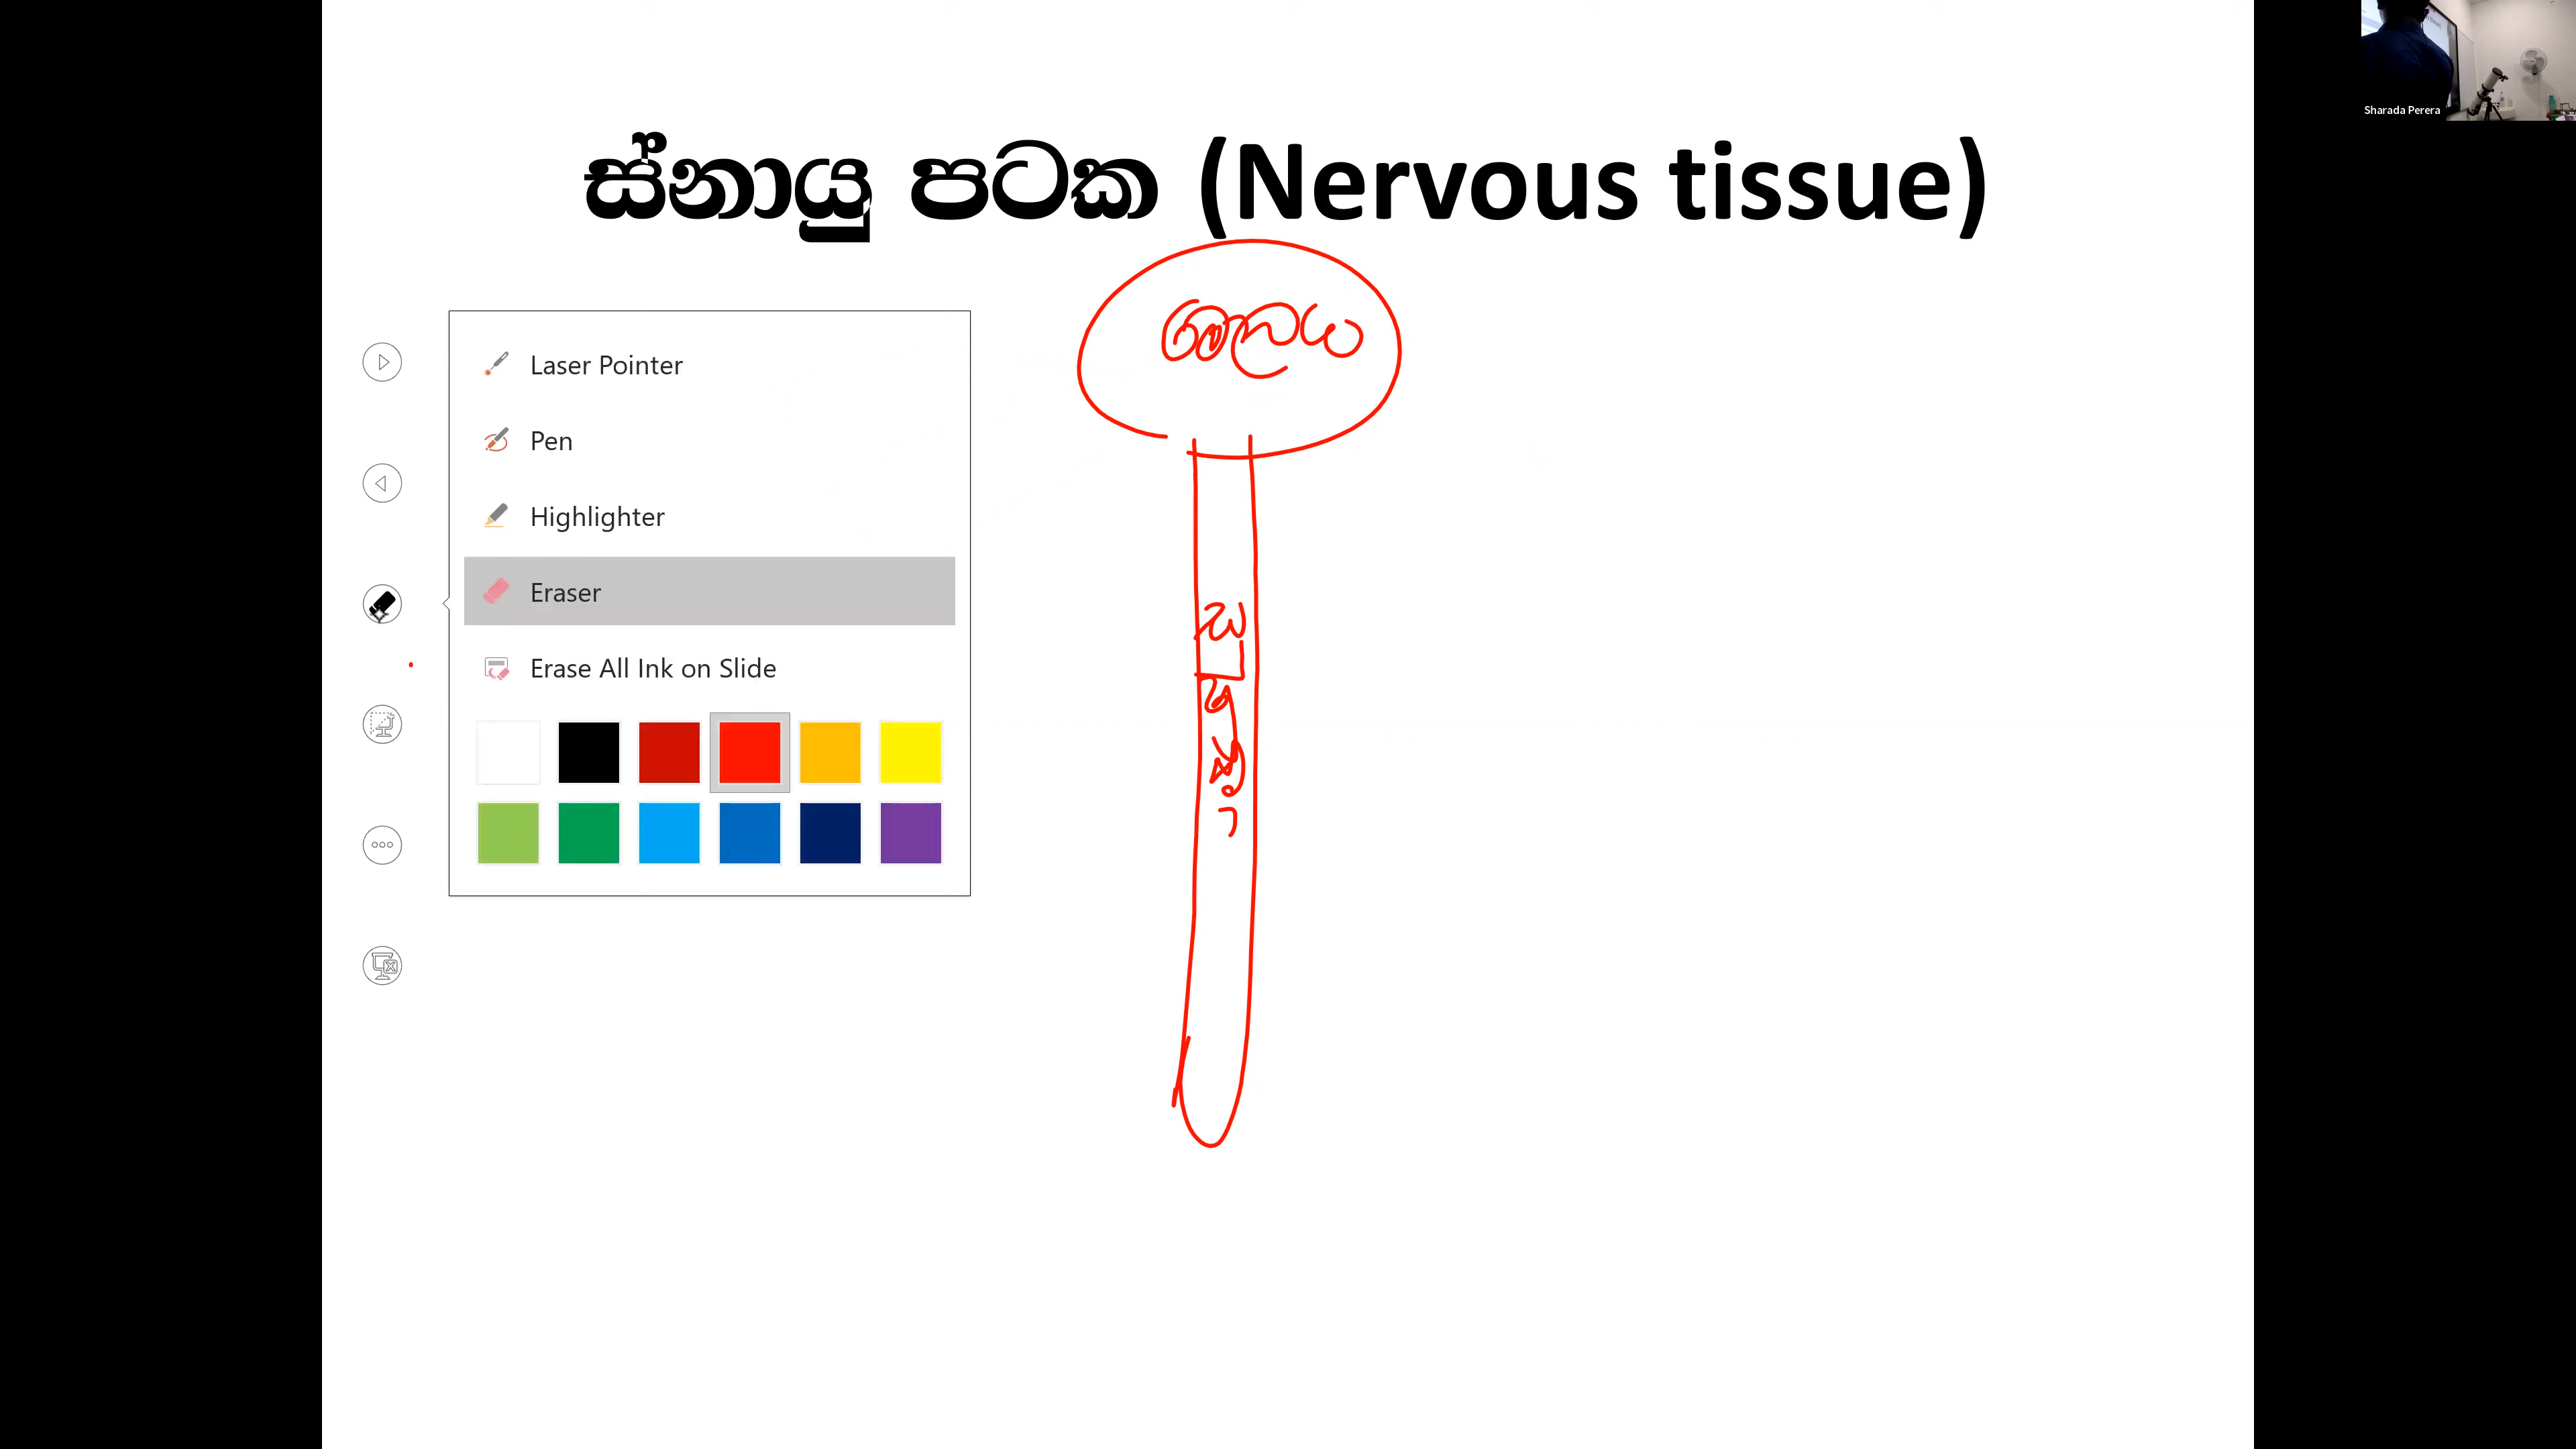 ස්නායු පටක (Nervous tissue)
Sharada Perera
Laser Pointer
Pen
Highlighter
Eraser
Erase All Ink on Slide